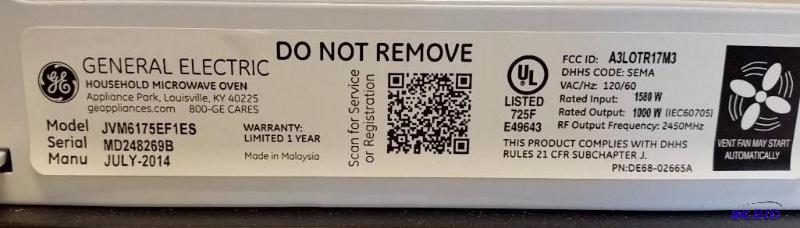 DO NOT REMOVE
GE
GENERAL ELECTRIC
HOUSEHOLD MICROWAVE OVEN
Appliance Park, Louisville, KY 40225
geappliances.com 800-GE CARES
Model JVM6175EF1ES
Serial MD248269B
Manu JULY-2014
WARRANTY:
LIMITED 1 YEAR
Made in Malaysia
Scan for Service
or Registration
UL
LISTED
725F
E49643
FCC ID: A3LOTR17M3
DHHS CODE: SEMA
VAC/Hz: 120/60
Rated Input: 1580 W
Rated Output: 1000 W (IEC60705)
RF Output Frequency: 2450MHz
THIS PRODUCT COMPLIES WITH DHHS
RULES 21 CFR SUBCHAPTER J.
PN:DE68-02665A
VENT FAN MAY START
AUTOMATICALLY